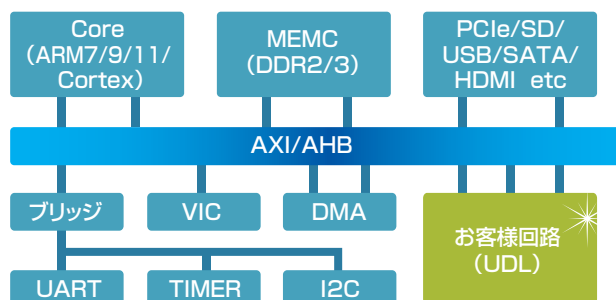 Core
(ARM7/9/11/
Cortex)
MEMC
(DDR2/3)
PCIe/SD/
USB/SATA/
HDMI etc
AXI/AHB
ブリッジ
VIC
DMA
お客様回路
(UDL)
UART
TIMER
I2C